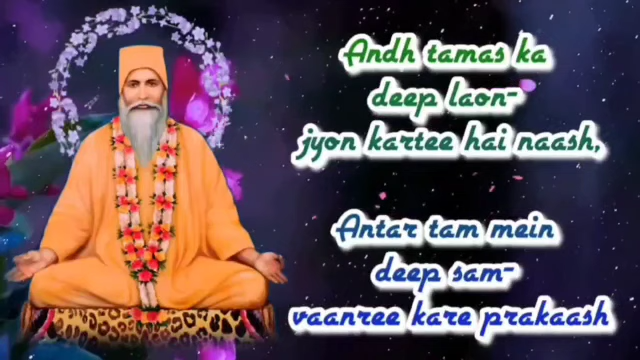 Andh tamas ka
deep laon-
jyon kartee hai naash,
Antar tam mein
deep sam-
vaanree kare prakaash